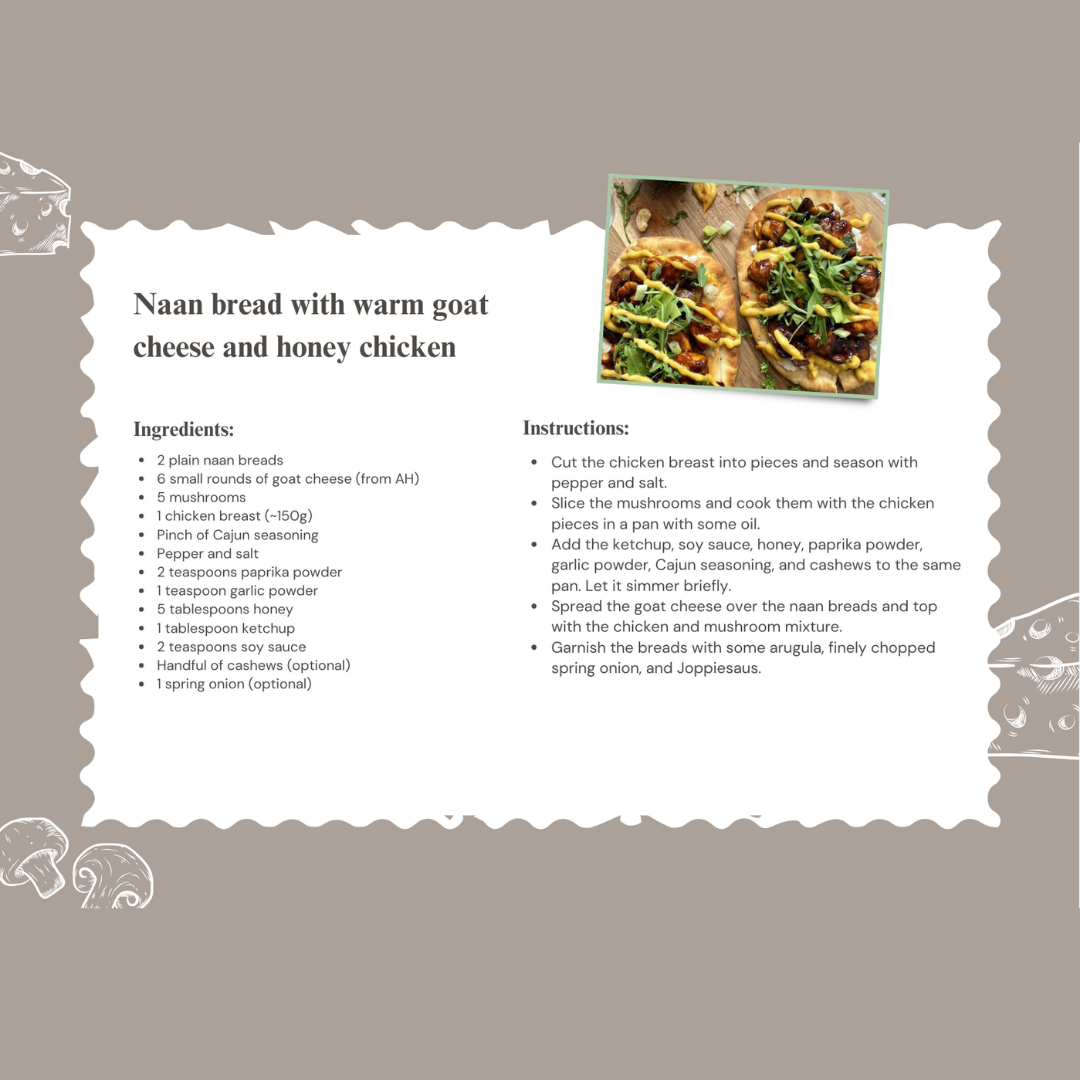 Naan bread with warm goat
cheese and honey chicken
Ingredients:
• 2 plain naan breads
• 6 small rounds of goat cheese (from AH)
• 5 mushrooms
• 1 chicken breast (~150g)
• Pinch of Cajun seasoning
• Pepper and salt
• 2 teaspoons paprika powder
• 1 teaspoon garlic powder
• 5 tablespoons honey
• 1 tablespoon ketchup
• 2 teaspoons soy sauce
• Handful of cashews (optional)
• 1 spring onion (optional)
Instructions:
• Cut the chicken breast into pieces and season with
pepper and salt.
• Slice the mushrooms and cook them with the chicken
pieces in a pan with some oil.
• Add the ketchup, soy sauce, honey, paprika powder,
garlic powder, Cajun seasoning, and cashews to the same
pan. Let it simmer briefly.
• Spread the goat cheese over the naan breads and top
with the chicken and mushroom mixture.
• Garnish the breads with some arugula, finely chopped
spring onion, and Joppiesaus.